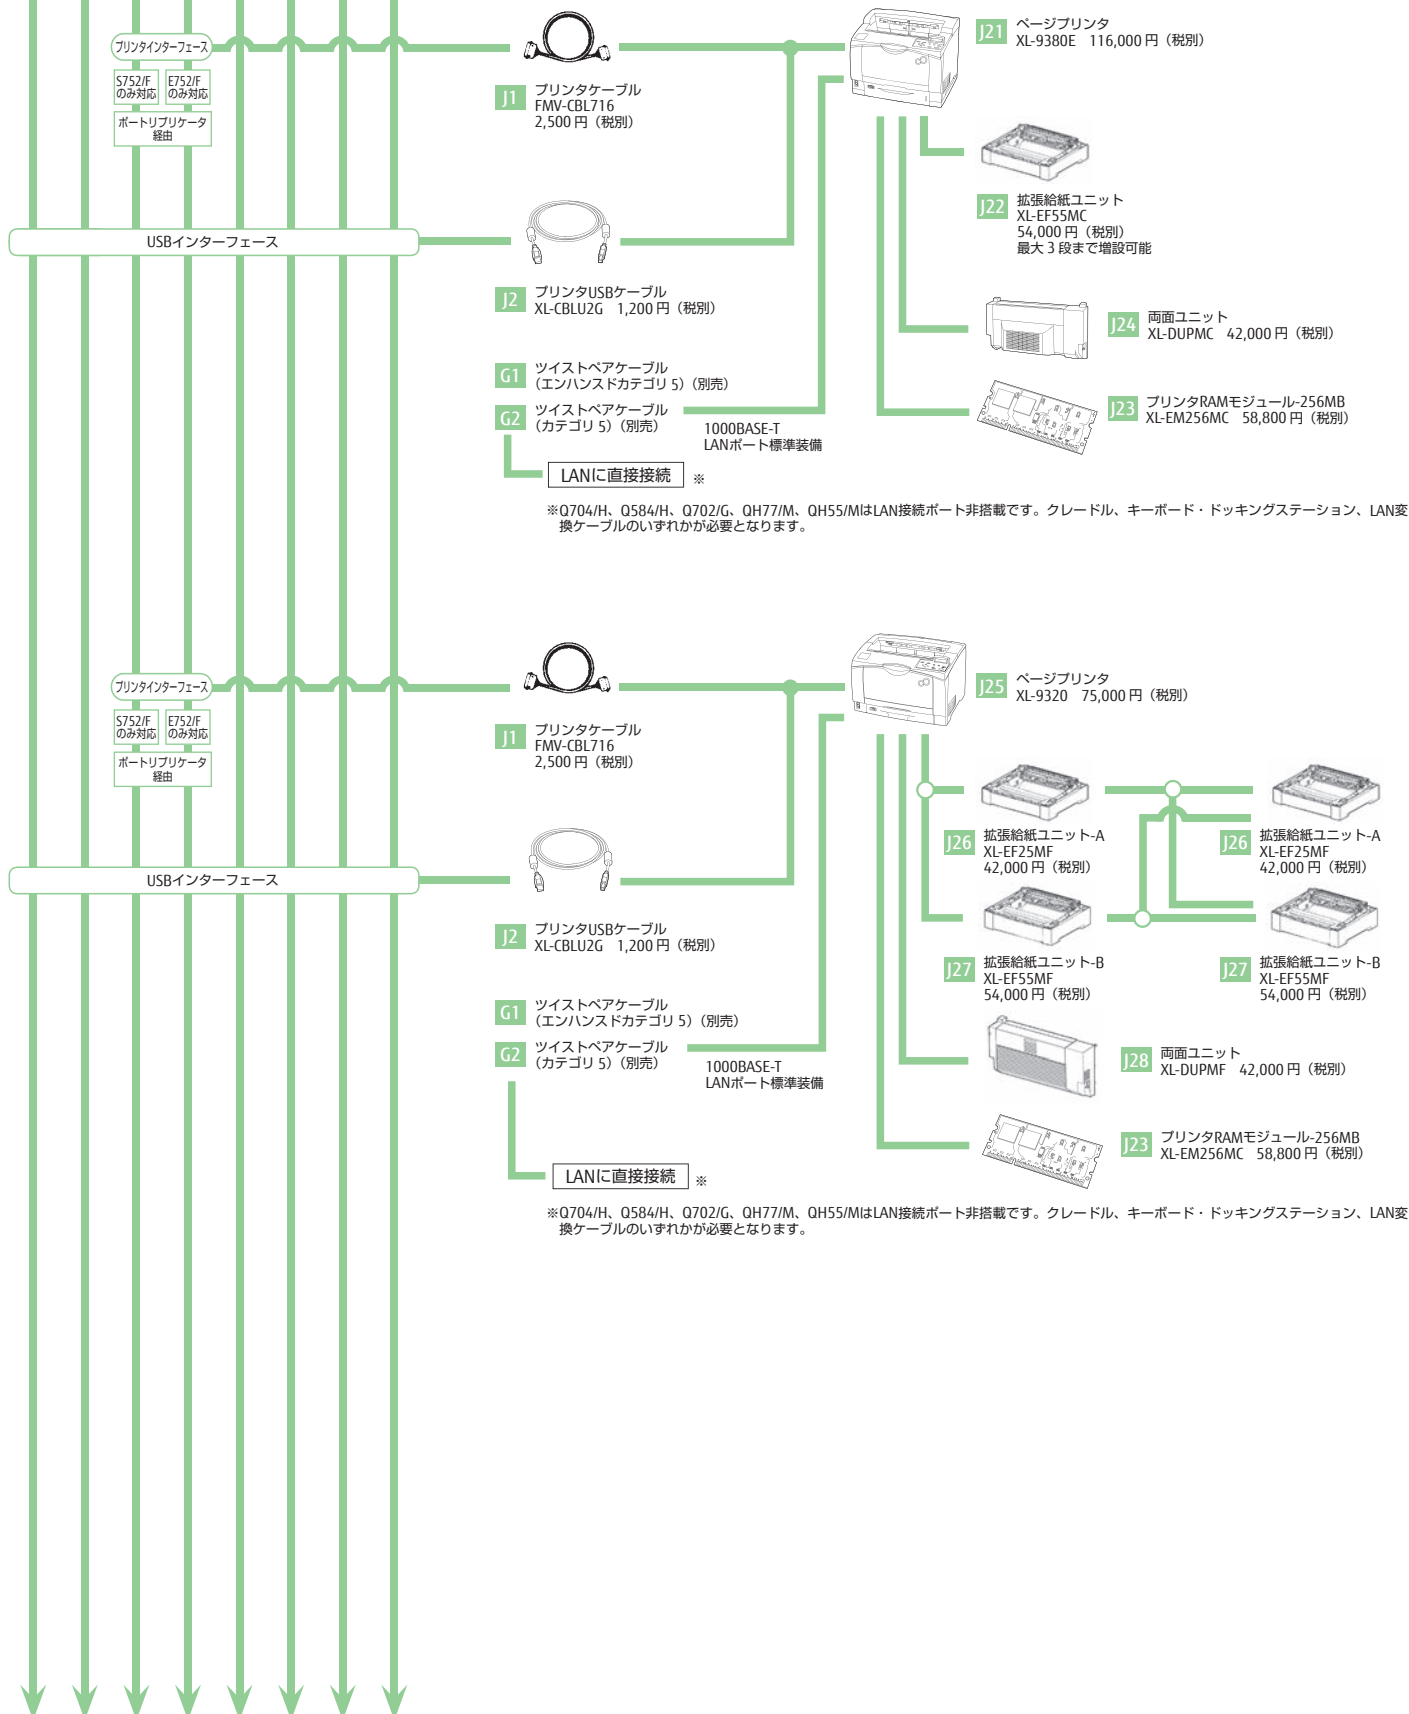 プリンタインターフェース
S752/F
のみ対応
E752/F
のみ対応
ポートリプリケータ
経由
J1
プリンタケーブル
FMV-CBL716
2,500 円（税別）
J21
ページプリンタ
XL-9380E 116,000 円（税別）
J22
拡張給紙ユニット
XL-EF55MC
54,000 円（税別）
最大 3 段まで増設可能
USBインターフェース
J2
プリンタUSBケーブル
XL-CBLU2G 1,200 円（税別）
J24
両面ユニット
XL-DUPMC 42,000 円（税別）
G1
ツイストペアケーブル
（エンハンスドカテゴリ 5）（別売）
G2
ツイストペアケーブル
（カテゴリ 5）（別売）
1000BASE-T
LANポート標準装備
J23
プリンタRAMモジュール-256MB
XL-EM256MC 58,800 円（税別）
LANに直接接続 ※
※Q704/H、Q584/H、Q702/G、QH77/M、QH55/MはLAN接続ポート非搭載です。クレードル、キーボード・ドッキングステーション、LAN変
換ケーブルのいずれかが必要となります。
プリンタインターフェース
S752/F
のみ対応
E752/F
のみ対応
ポートリプリケータ
経由
J1
プリンタケーブル
FMV-CBL716
2,500 円（税別）
J25
ページプリンタ
XL-9320 75,000 円（税別）
J26
拡張給紙ユニット-A
XL-EF25MF
42,000 円（税別）
J26
拡張給紙ユニット-A
XL-EF25MF
42,000 円（税別）
USBインターフェース
J2
プリンタUSBケーブル
XL-CBLU2G 1,200 円（税別）
J27
拡張給紙ユニット-B
XL-EF55MF
54,000 円（税別）
J27
拡張給紙ユニット-B
XL-EF55MF
54,000 円（税別）
G1
ツイストペアケーブル
（エンハンスドカテゴリ 5）（別売）
G2
ツイストペアケーブル
（カテゴリ 5）（別売）
1000BASE-T
LANポート標準装備
J28
両面ユニット
XL-DUPMF 42,000 円（税別）
J23
プリンタRAMモジュール-256MB
XL-EM256MC 58,800 円（税別）
LANに直接接続 ※
※Q704/H、Q584/H、Q702/G、QH77/M、QH55/MはLAN接続ポート非搭載です。クレードル、キーボード・ドッキングステーション、LAN変
換ケーブルのいずれかが必要となります。